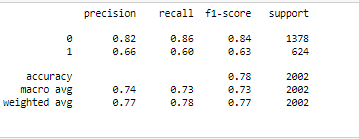 precision recall f1-score support
0 0.82 0.86 0.84 1378
1 0.66 0.60 0.63 624
accuracy 0.78 2002
macro avg 0.74 0.73 0.73 2002
weighted avg 0.77 0.78 0.77 2002